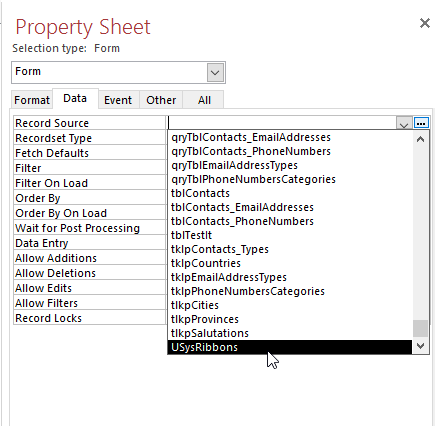 Property Sheet
Selection type: Form
Form
Format Data Event Other All
Record Source
Recordset Type
Fetch Defaults
Filter
Filter On Load
Order By
Order By On Load
Wait for Post Processing
Data Entry
Allow Additions
Allow Deletions
Allow Edits
Allow Filters
Record Locks
qryTblContacts_EmailAddresses
qryTblContacts_PhoneNumbers
qryTblEmailAddressTypes
qryTblPhoneNumbersCategories
tblContacts
tblContacts_EmailAddresses
tblContacts_PhoneNumbers
tblTestIt
tklpContacts_Types
tlkpCountries
tklpEmailAddressTypes
tklpPhoneNumbersCategories
tlkpCities
tlkpProvinces
tlkpSalutations
USysRibbons